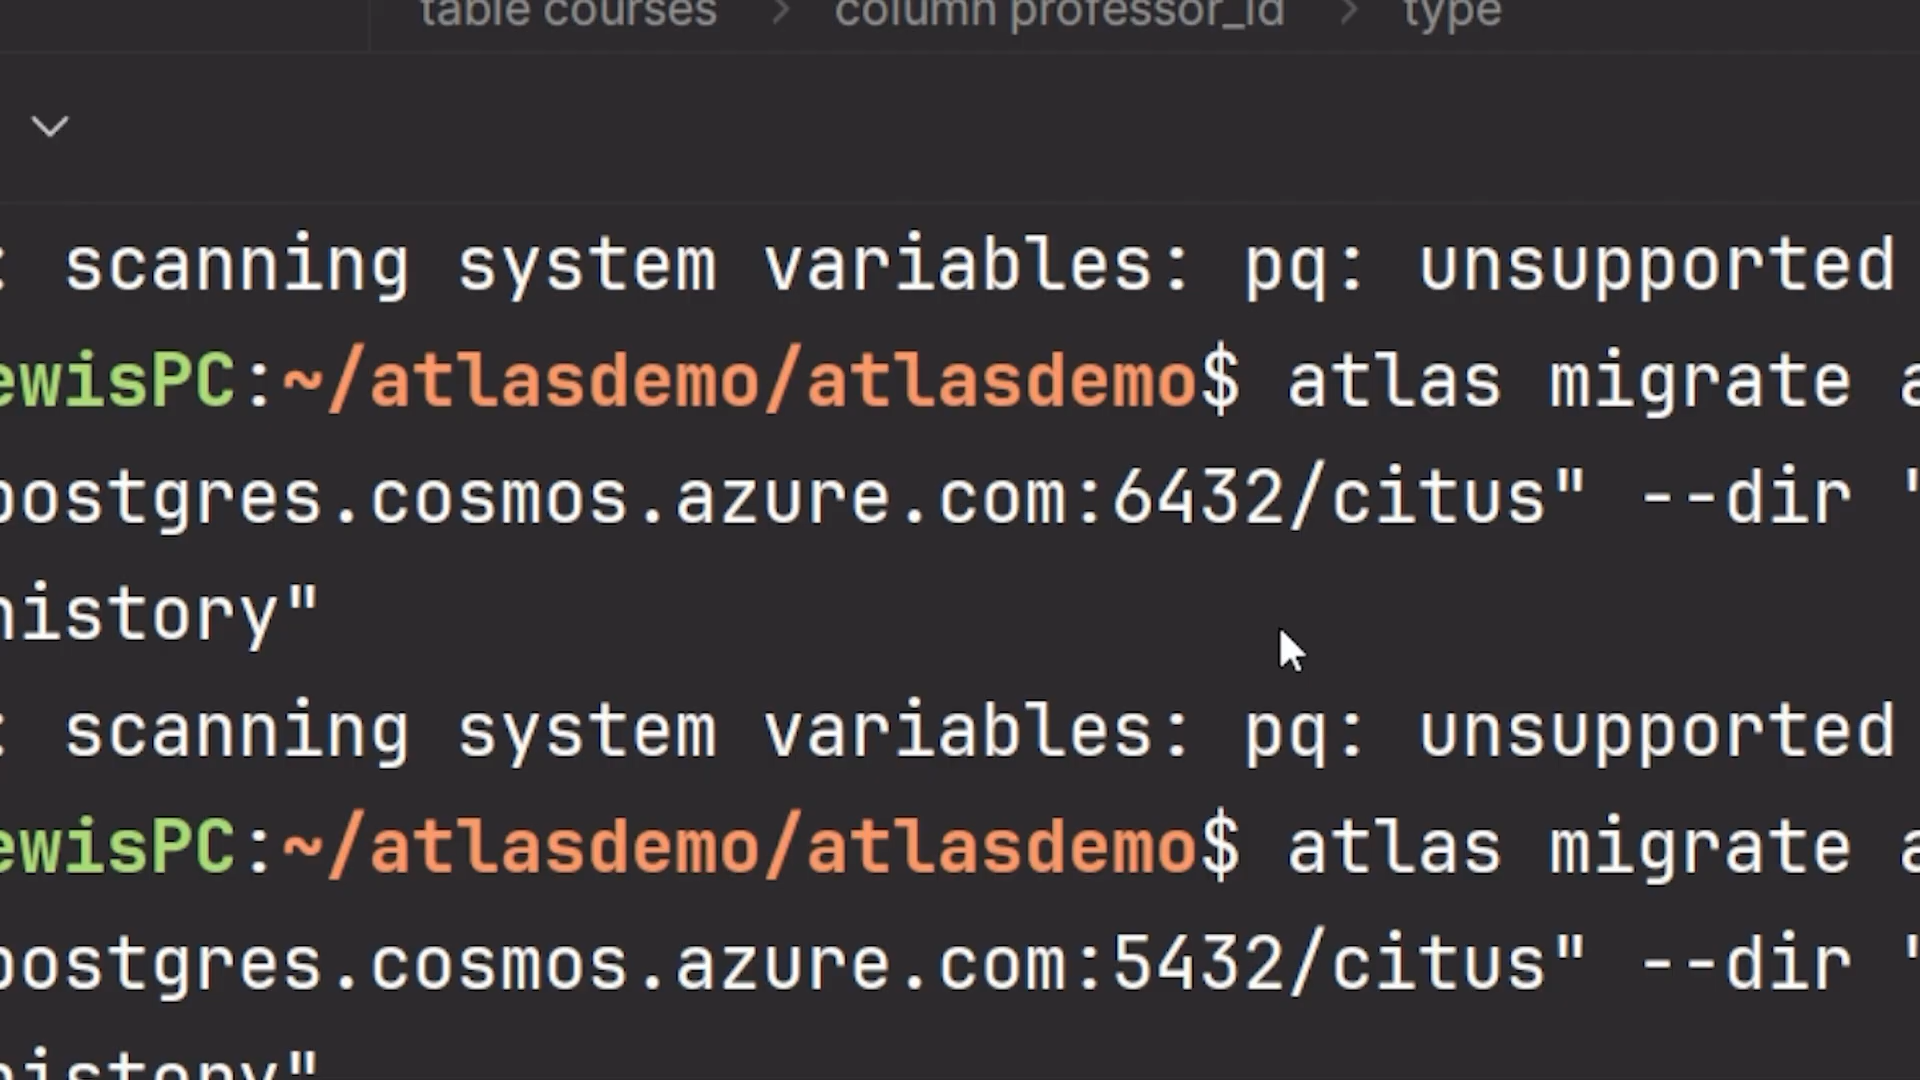 table courses > column professor_id > type
: scanning system variables: pq: unsupported
ewisPC:~/atlasdemo/atlasdemo$ atlas migrate a
postgres.cosmos.azure.com:6432/citus" --dir "
history"
: scanning system variables: pq: unsupported
ewisPC:~/atlasdemo/atlasdemo$ atlas migrate a
postgres.cosmos.azure.com:5432/citus" --dir "
history"